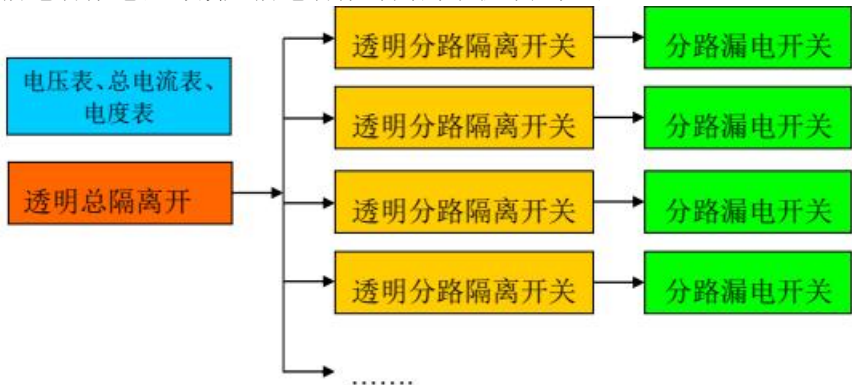 电压表、总电流表、
电度表
透明总隔离开
透明分路隔离开关
分路漏电开关
透明分路隔离开关
分路漏电开关
透明分路隔离开关
分路漏电开关
透明分路隔离开关
分路漏电开关
.......